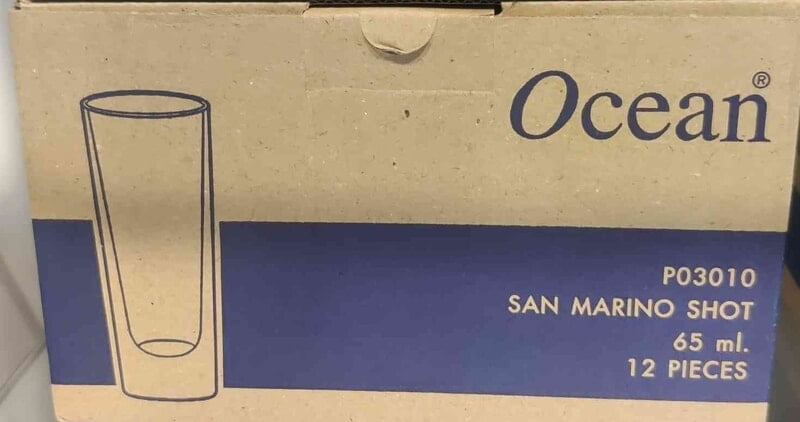 Ocean®
P03010
SAN MARINO SHOT
65 ml.
12 PIECES